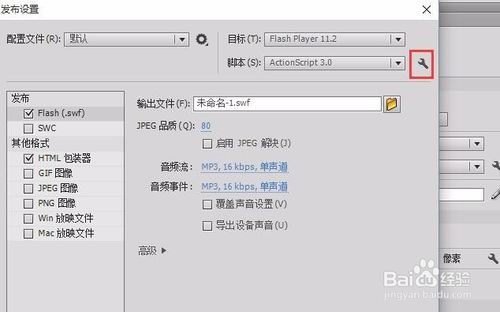 发布设置
配置文件(R): 默认
目标(T): Flash Player 11.2
脚本(S): ActionScript 3.0
发布
Flash (.swf)
SWC
其他格式
HTML 包装器
GIF 图像
JPEG 图像
PNG 图像
Win 放映文件
Mac 放映文件
输出文件(F): 未命名-1.swf
JPEG 品质(Q): 80
启用 JPEG 解块(J)
音频流: MP3, 16 kbps, 单声道
音频事件: MP3, 16 kbps, 单声道
覆盖声音设置(V)
导出设备声音(U)
高级
像素
Baidu 经验
jingyan.baidu.com